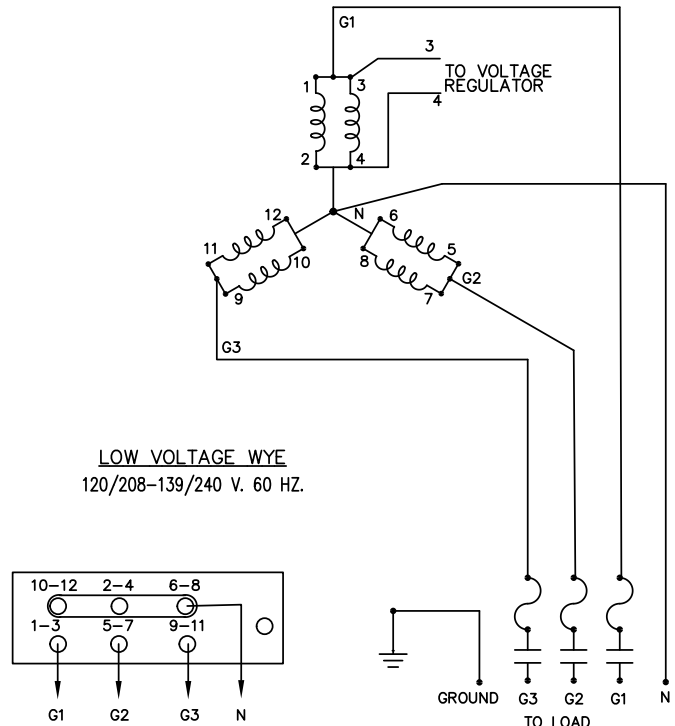 G1
3
TO VOLTAGE
REGULATOR
4
1 3
2 4
N
12 6
11 10 8 5
9 7 G2
G3
LOW VOLTAGE WYE
120/208-139/240 V. 60 HZ.
10-12 2-4 6-8
1-3 5-7 9-11
G1 G2 G3 N
GROUND G3 G2 G1 N
TO LOAD